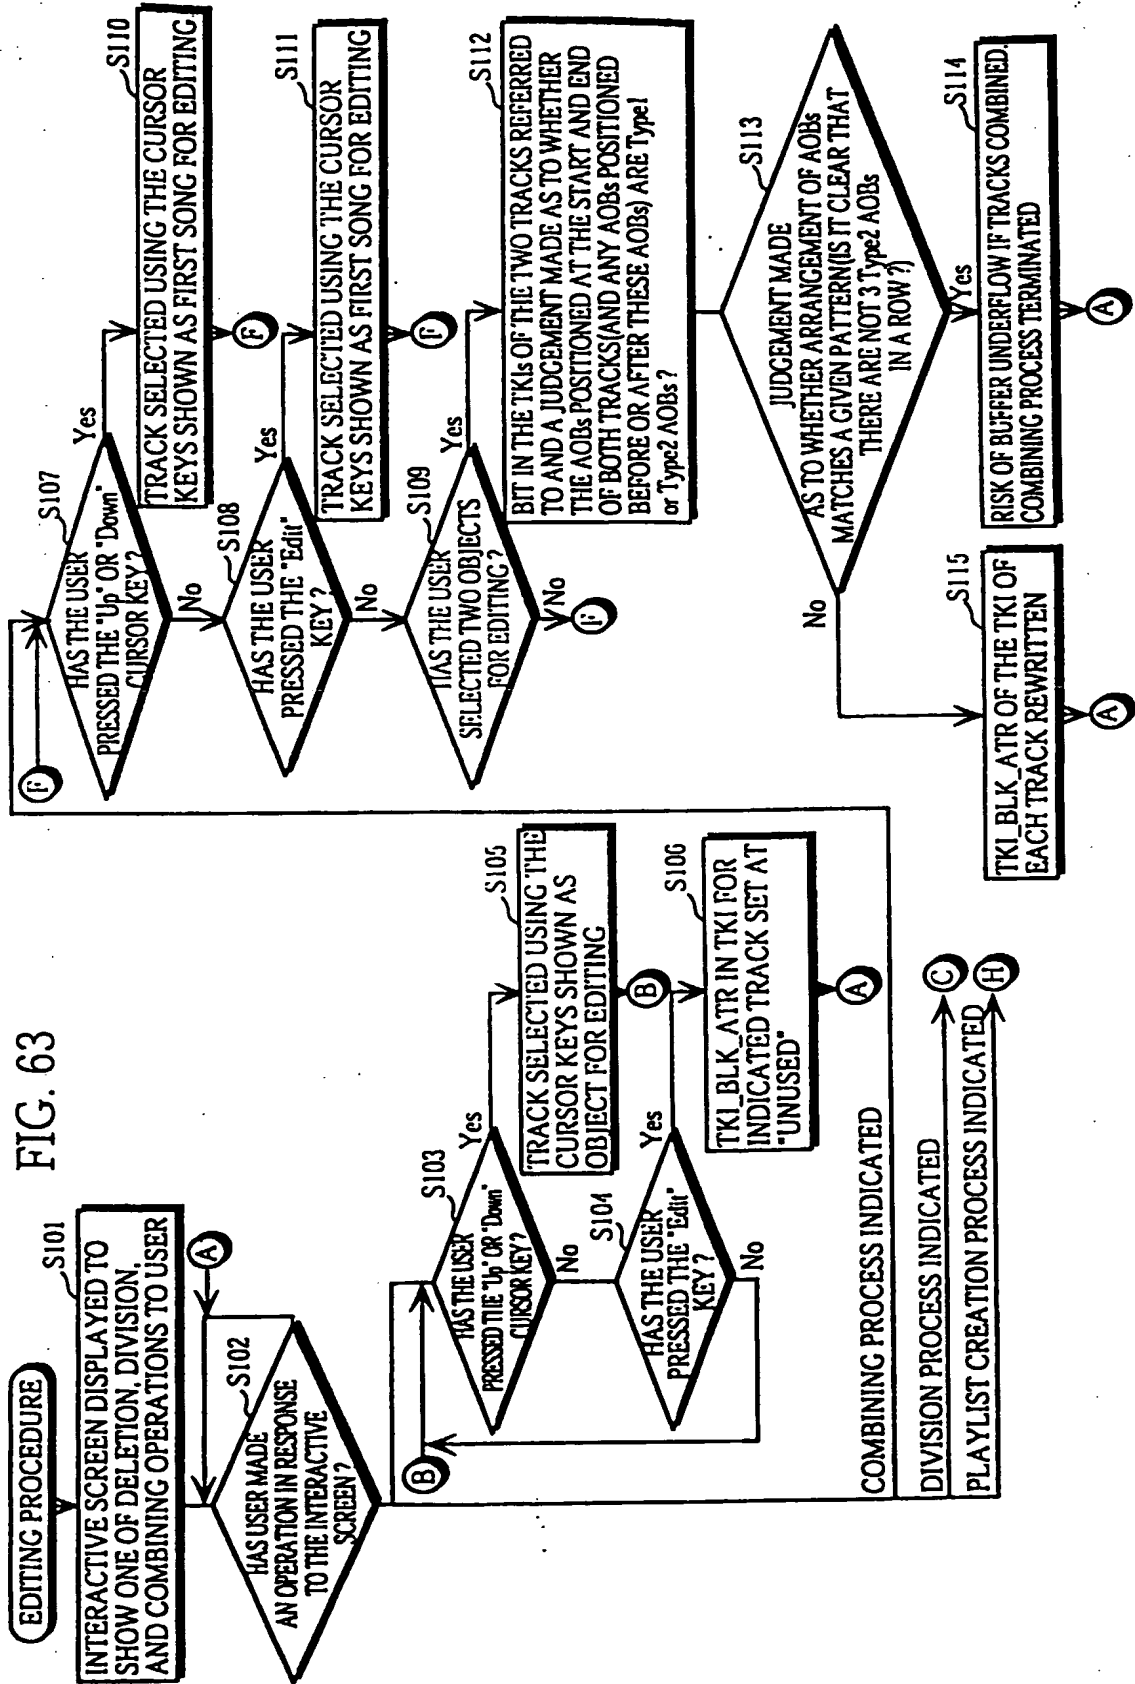 FIG. 63
EDITING PROCEDURE
S101
INTERACTIVE SCREEN DISPLAYED TO
SHOW ONE OF DELETION, DIVISION,
AND COMBINING OPERATIONS TO USER
A
S102
HAS USER MADE
AN OPERATION IN RESPONSE
TO THE INTERACTIVE
SCREEN?
B
S103
HAS THE USER
PRESSED THE "Up" OR "Down"
CURSOR KEY?
Yes
No
S105
TRACK SELECTED USING THE
CURSOR KEYS SHOWN AS
OBJECT FOR EDITING
B
S104
HAS THE USER
PRESSED THE "Edit"
KEY?
Yes
No
S106
TKI_BLK_ATR IN TKI FOR
INDICATED TRACK SET AT
"UNUSED"
A
COMBINING PROCESS INDICATED
DIVISION PROCESS INDICATED
C
PLAYLIST CREATION PROCESS INDICATED
H
F
S107
HAS THE USER
PRESSED THE "Up" OR "Down"
CURSOR KEY?
Yes
No
S110
TRACK SELECTED USING THE CURSOR
KEYS SHOWN AS FIRST SONG FOR EDITING
F
S108
HAS THE USER
PRESSED THE "Edit"
KEY?
Yes
No
S111
TRACK SELECTED USING THE CURSOR
KEYS SHOWN AS FIRST SONG FOR EDITING
F
S109
HAS THE USER
SELECTED TWO OBJECTS
FOR EDITING?
Yes
No
F
S112
BIT IN THE TKIs OF THE TWO TRACKS REFERRED
TO AND A JUDGEMENT MADE AS TO WHETHER
THE AOBs POSITIONED AT THE START AND END
OF BOTH TRACKS(AND ANY AOBs POSITIONED
BEFORE OR AFTER THESE AOBs) ARE Type1
or Type2 AOBs?
S113
JUDGEMENT MADE
AS TO WHETHER ARRANGEMENT OF AOBs
MATCHES A GIVEN PATTERN(IS IT CLEAR THAT
THERE ARE NOT 3 Type2 AOBs
IN A ROW?)
No
Yes
S114
RISK OF BUFFER UNDERFLOW IF TRACKS COMBINED.
COMBINING PROCESS TERMINATED
A
S115
TKI_BLK_ATR OF THE TKI OF
EACH TRACK REWRITTEN
A